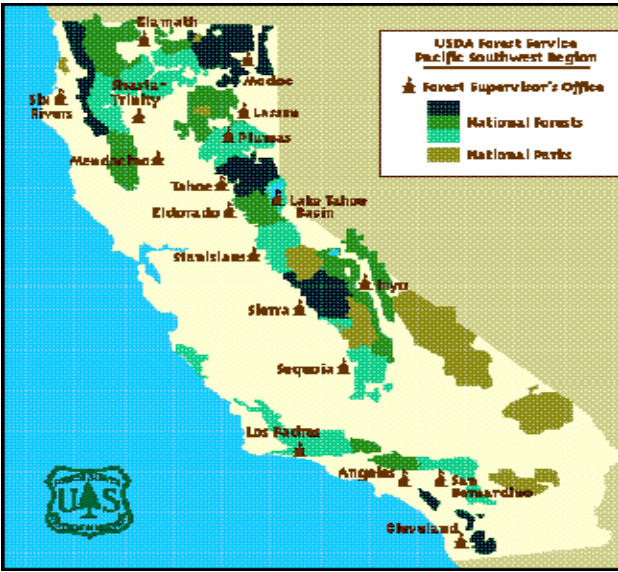 Klamath
USDA Forest Service
Pacific Southwest Region
Forest Supervisor's Office
National Forests
National Parks
Modoc
Shasta-
Trinity
Six
Rivers
Lassen
Plumas
Mendocino
Tahoe
Eldorado
Lake Tahoe
Basin
Stanislaus
Inyo
Sierra
Sequoia
Los Padres
Angeles
San
Bernardino
Cleveland
US